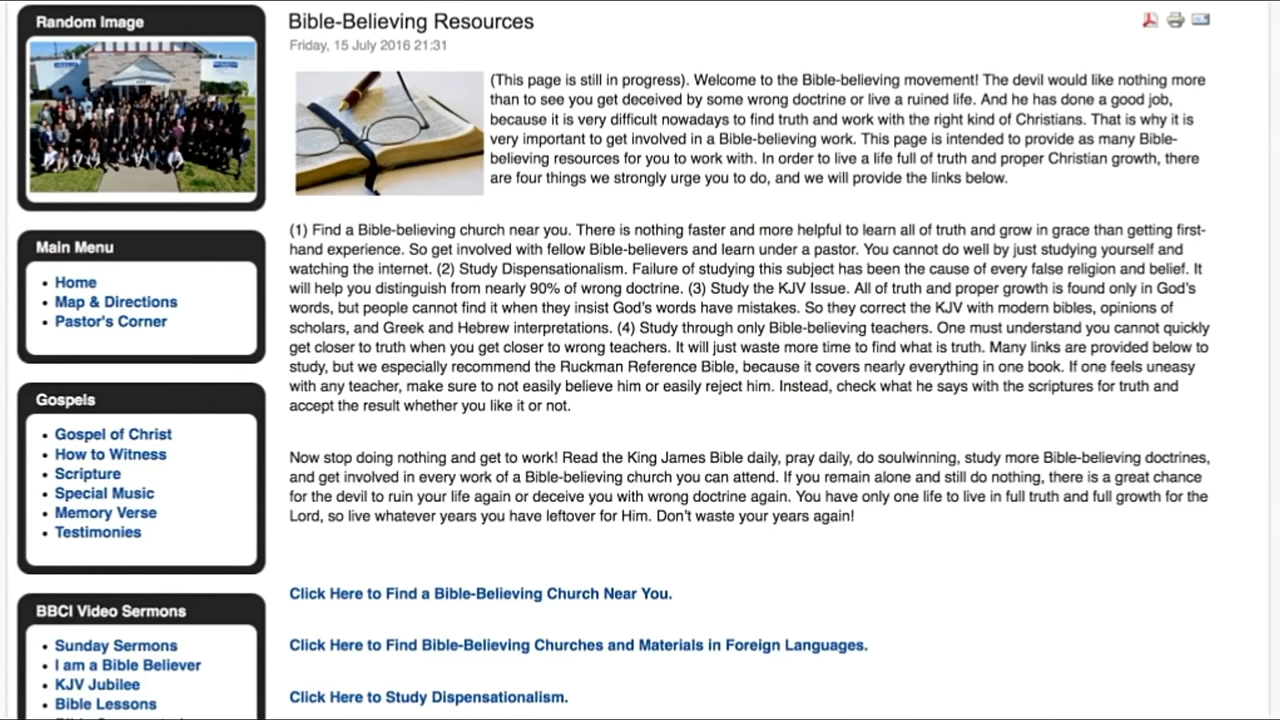 Random Image
Main Menu
Home
Map & Directions
Pastor's Corner
Gospels
Gospel of Christ
How to Witness
Scripture
Special Music
Memory Verse
Testimonies
BBCI Video Sermons
Sunday Sermons
I am a Bible Believer
KJV Jubilee
Bible Lessons
Bible-Believing Resources
Friday, 15 July 2016 21:31
(This page is still in progress). Welcome to the Bible-believing movement! The devil would like nothing more
than to see you get deceived by some wrong doctrine or live a ruined life. And he has done a good job,
because it is very difficult nowadays to find truth and work with the right kind of Christians. That is why it is
very important to get involved in a Bible-believing work. This page is intended to provide as many Bible-
believing resources for you to work with. In order to live a life full of truth and proper Christian growth, there
are four things we strongly urge you to do, and we will provide the links below.
(1) Find a Bible-believing church near you. There is nothing faster and more helpful to learn all of truth and grow in grace than getting first-
hand experience. So get involved with fellow Bible-believers and learn under a pastor. You cannot do well by just studying yourself and
watching the internet. (2) Study Dispensationalism. Failure of studying this subject has been the cause of every false religion and belief. It
will help you distinguish from nearly 90% of wrong doctrine. (3) Study the KJV Issue. All of truth and proper growth is found only in God's
words, but people cannot find it when they insist God's words have mistakes. So they correct the KJV with modern bibles, opinions of
scholars, and Greek and Hebrew interpretations. (4) Study through only Bible-believing teachers. One must understand you cannot quickly
get closer to truth when you get closer to wrong teachers. It will just waste more time to find what is truth. Many links are provided below to
study, but we especially recommend the Ruckman Reference Bible, because it covers nearly everything in one book. If one feels uneasy
with any teacher, make sure to not easily believe him or easily reject him. Instead, check what he says with the scriptures for truth and
accept the result whether you like it or not.
Now stop doing nothing and get to work! Read the King James Bible daily, pray daily, do soulwinning, study more Bible-believing doctrines,
and get involved in every work of a Bible-believing church you can attend. If you remain alone and still do nothing, there is a great chance
for the devil to ruin your life again or deceive you with wrong doctrine again. You have only one life to live in full truth and full growth for the
Lord, so live whatever years you have leftover for Him. Don't waste your years again!
Click Here to Find a Bible-Believing Church Near You.
Click Here to Find Bible-Believing Churches and Materials in Foreign Languages.
Click Here to Study Dispensationalism.